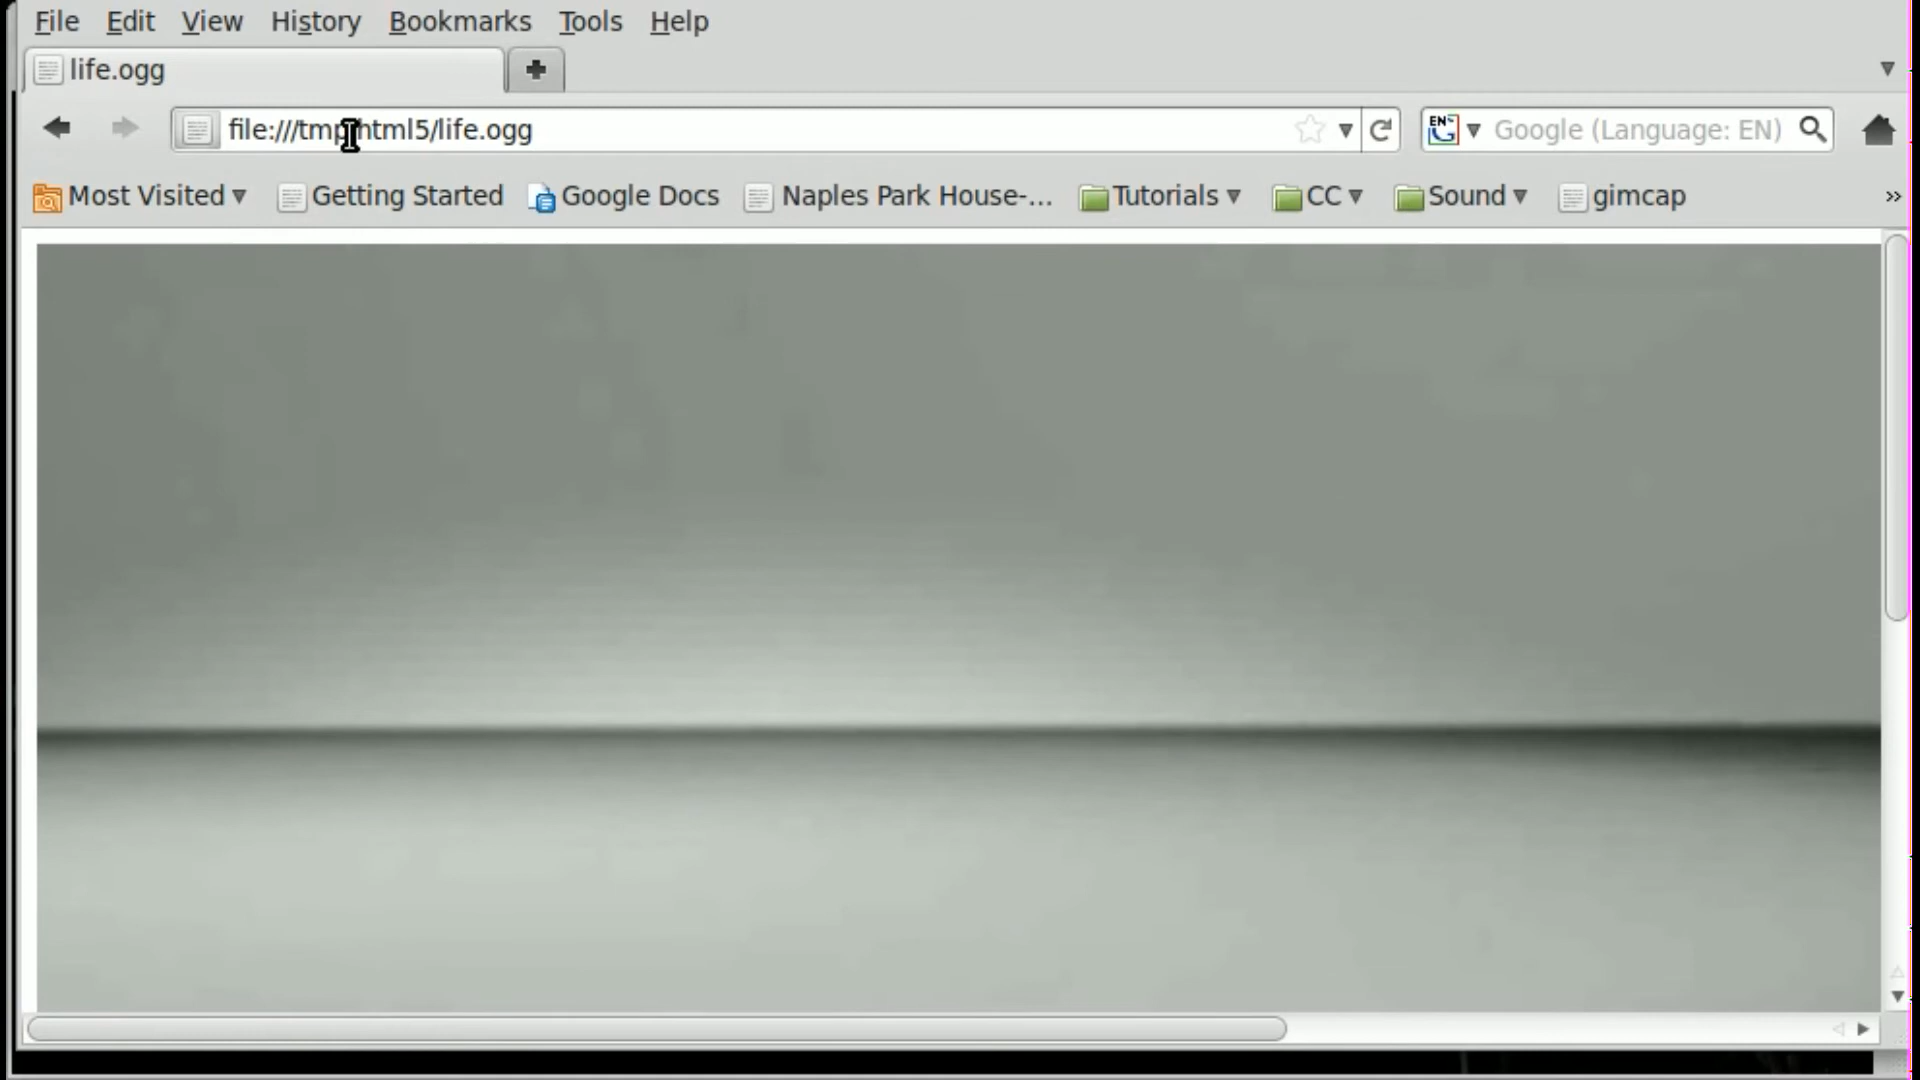 File Edit View History Bookmarks Tools Help
life.ogg
file:///tmp/html5/life.ogg EN Google (Language: EN)
Most Visited Getting Started Google Docs Naples Park House-... Tutorials CC Sound gimcap »